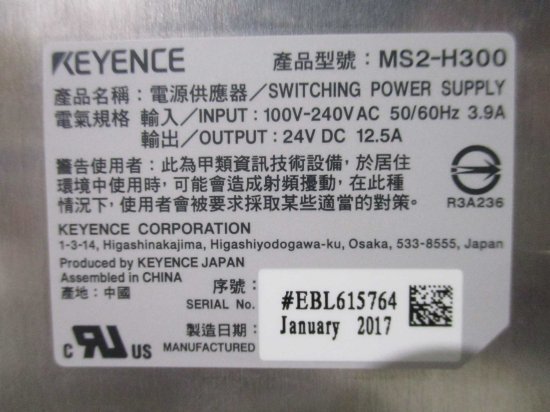 KEYENCE 產品型號：MS2-H300
產品名稱：電源供應器/SWITCHING POWER SUPPLY
電氣規格 輸入/INPUT: 100V-240V AC 50/60Hz 3.9A
輸出/OUTPUT: 24V DC 12.5A
警告使用者：此為甲類資訊技術設備，於居住
環境中使用時，可能會造成射頻擾動，在此種
情況下，使用者會被要求採取某些適當的對策。
R3A236
KEYENCE CORPORATION
1-3-14, Higashinakajima, Higashiyodogawa-ku, Osaka, 533-8555, Japan
Produced by KEYENCE JAPAN
Assembled in CHINA
產地：中國
序號：
SERIAL No.
#EBL615764
January 2017
製造日期：
MANUFACTURED
C RU US